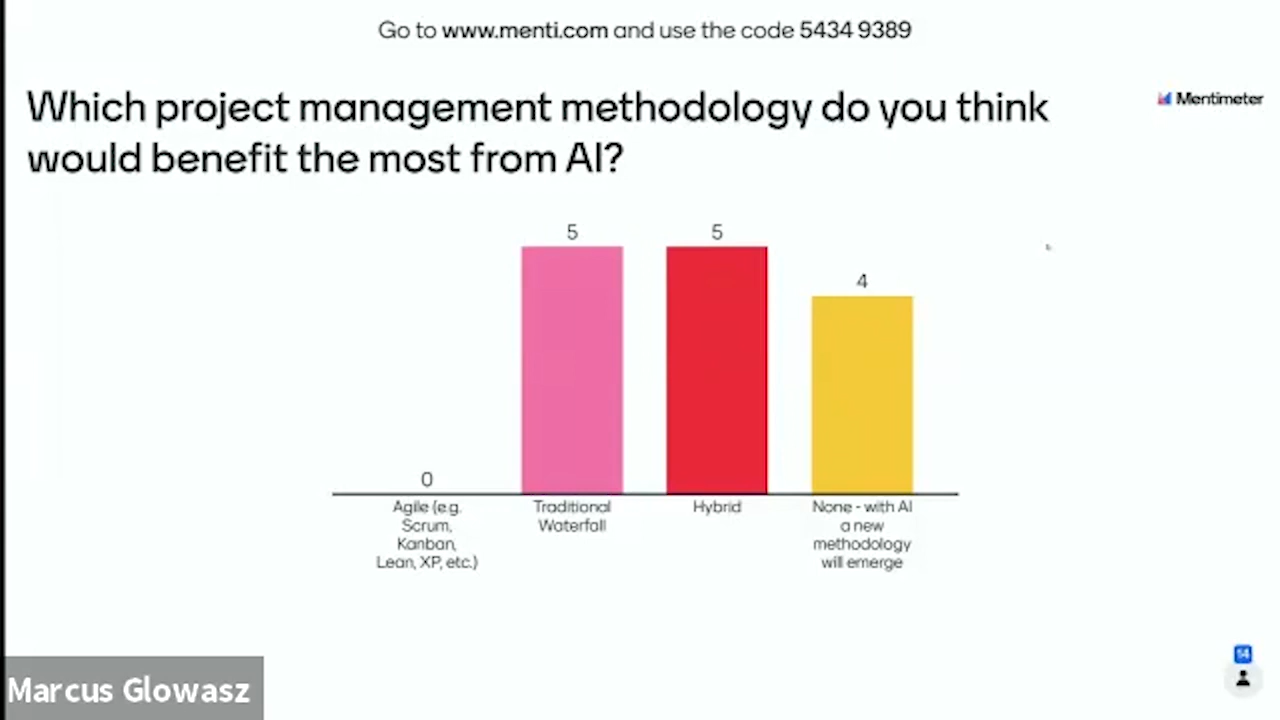 Go to www.menti.com and use the code 5434 9389
Which project management methodology do you think
would benefit the most from AI?
Mentimeter
5
5
4
0
Agile (e.g.
Scrum,
Kanban,
Lean, XP, etc.)
Traditional
Waterfall
Hybrid
None - with AI
a new
methodology
will emerge
14
Marcus Glowasz